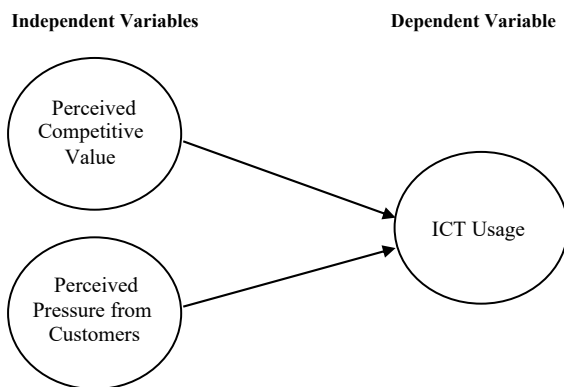 Independent Variables
Dependent Variable
Perceived
Competitive
Value
ICT Usage
Perceived
Pressure from
Customers